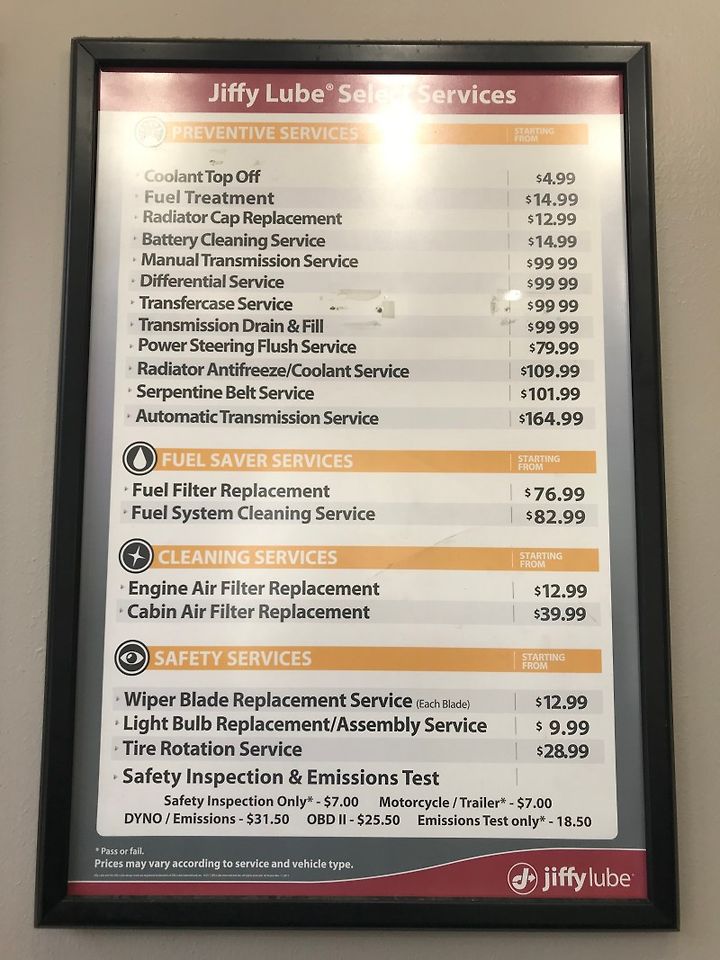 Jiffy Lube® Select Services
PREVENTIVE SERVICES STARTING FROM
Coolant Top Off $4.99
Fuel Treatment $14.99
Radiator Cap Replacement $12.99
Battery Cleaning Service $14.99
Manual Transmission Service $99 99
Differential Service $99 99
Transfercase Service $99 99
Transmission Drain & Fill $99 99
Power Steering Flush Service $79.99
Radiator Antifreeze/Coolant Service $109.99
Serpentine Belt Service $101.99
Automatic Transmission Service $164.99
FUEL SAVER SERVICES STARTING FROM
Fuel Filter Replacement $76.99
Fuel System Cleaning Service $82.99
CLEANING SERVICES STARTING FROM
Engine Air Filter Replacement $12.99
Cabin Air Filter Replacement $39.99
SAFETY SERVICES STARTING FROM
Wiper Blade Replacement Service (Each Blade) $12.99
Light Bulb Replacement/Assembly Service $ 9.99
Tire Rotation Service $28.99
Safety Inspection & Emissions Test
Safety Inspection Only* - $7.00 Motorcycle / Trailer* - $7.00
DYNO / Emissions - $31.50 OBD II - $25.50 Emissions Test only* - 18.50
* Pass or fail.
Prices may vary according to service and vehicle type.
jiffy lube